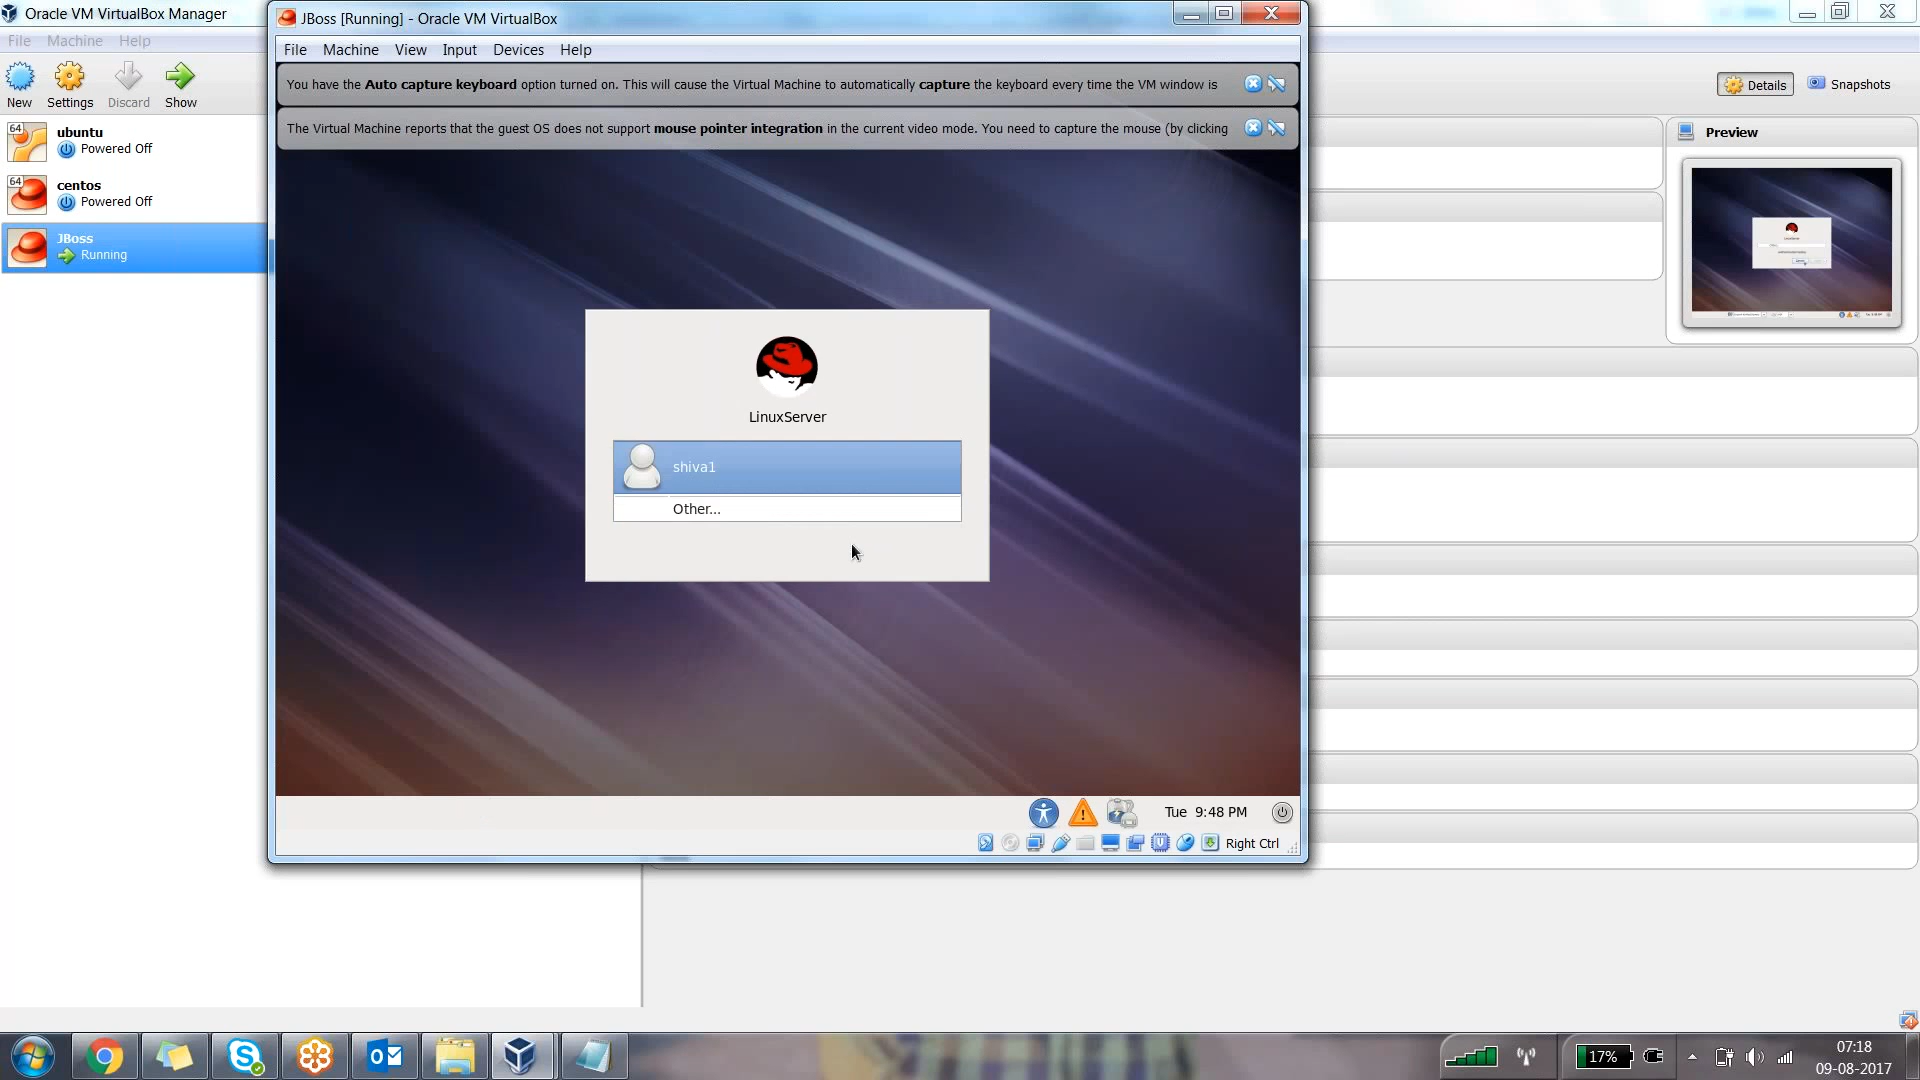 Oracle VM VirtualBox Manager
File Machine Help
New Settings Discard Show
64
ubuntu
Powered Off
64
centos
Powered Off
JBoss
Running
JBoss [Running] - Oracle VM VirtualBox
File Machine View Input Devices Help
You have the Auto capture keyboard option turned on. This will cause the Virtual Machine to automatically capture the keyboard every time the VM window is
The Virtual Machine reports that the guest OS does not support mouse pointer integration in the current video mode. You need to capture the mouse (by clicking
LinuxServer
shiva1
Other...
Tue 9:48 PM
Right Ctrl
Details Snapshots
Preview
17%
07:18
09-08-2017